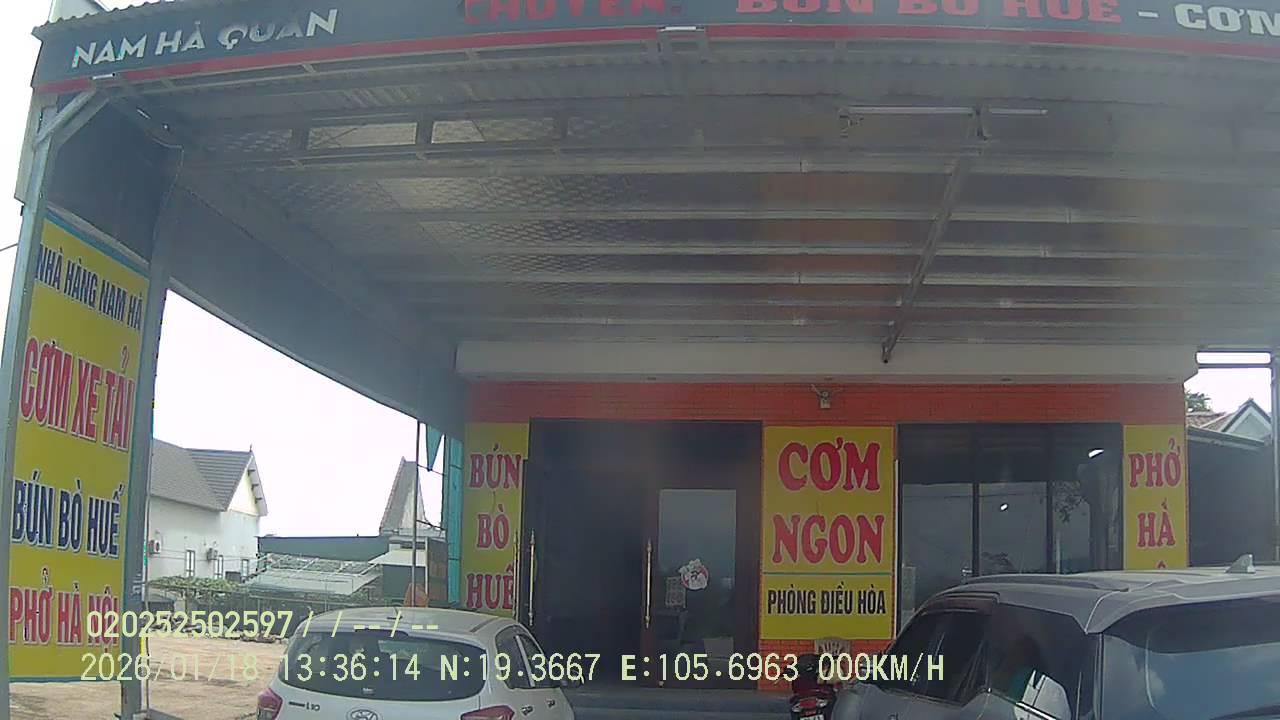 NAM HÀ QUÁN
CHUYÊN: BÚN BÒ HUẾ - CƠM
NHÀ HÀNG NAM HÀ
CƠM XE TẢI
BÚN BÒ HUẾ
PHỞ HÀ NỘI
BÚN
BÒ
HUẾ
CƠM
NGON
PHÒNG ĐIỀU HÒA
PHỞ
HÀ
i10
020252502597/ / -- / --
2026/01/18 13:36:14 N:19.3667 E:105.6963 000KM/H